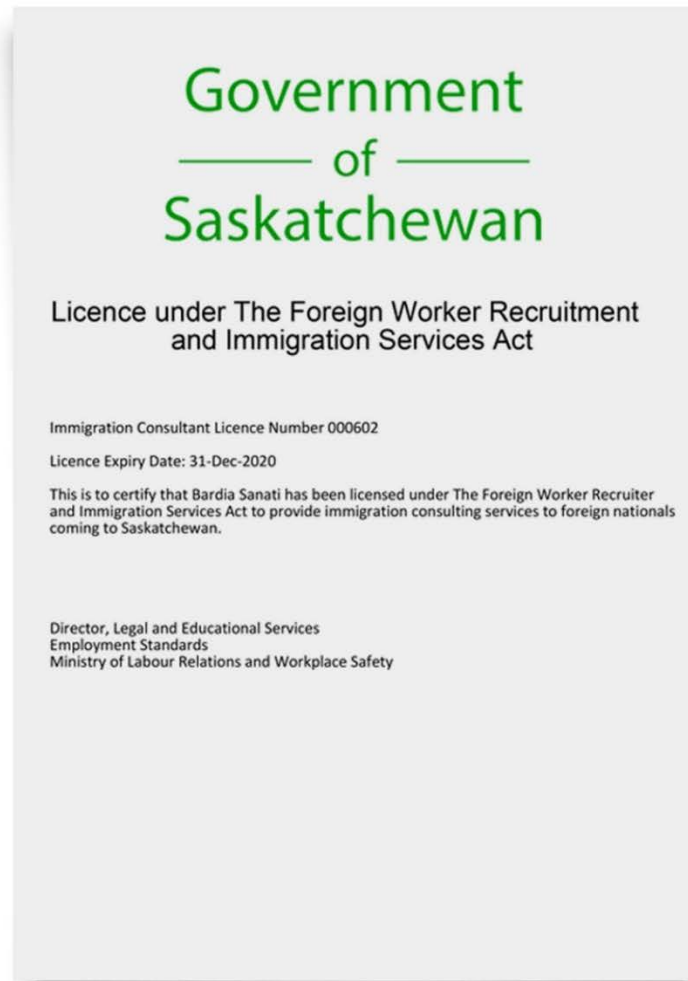 Government
of
Saskatchewan
Licence under The Foreign Worker Recruitment
and Immigration Services Act
Immigration Consultant Licence Number 000602
Licence Expiry Date: 31-Dec-2020
This is to certify that Bardia Sanati has been licensed under The Foreign Worker Recruiter
and Immigration Services Act to provide immigration consulting services to foreign nationals
coming to Saskatchewan.
Director, Legal and Educational Services
Employment Standards
Ministry of Labour Relations and Workplace Safety